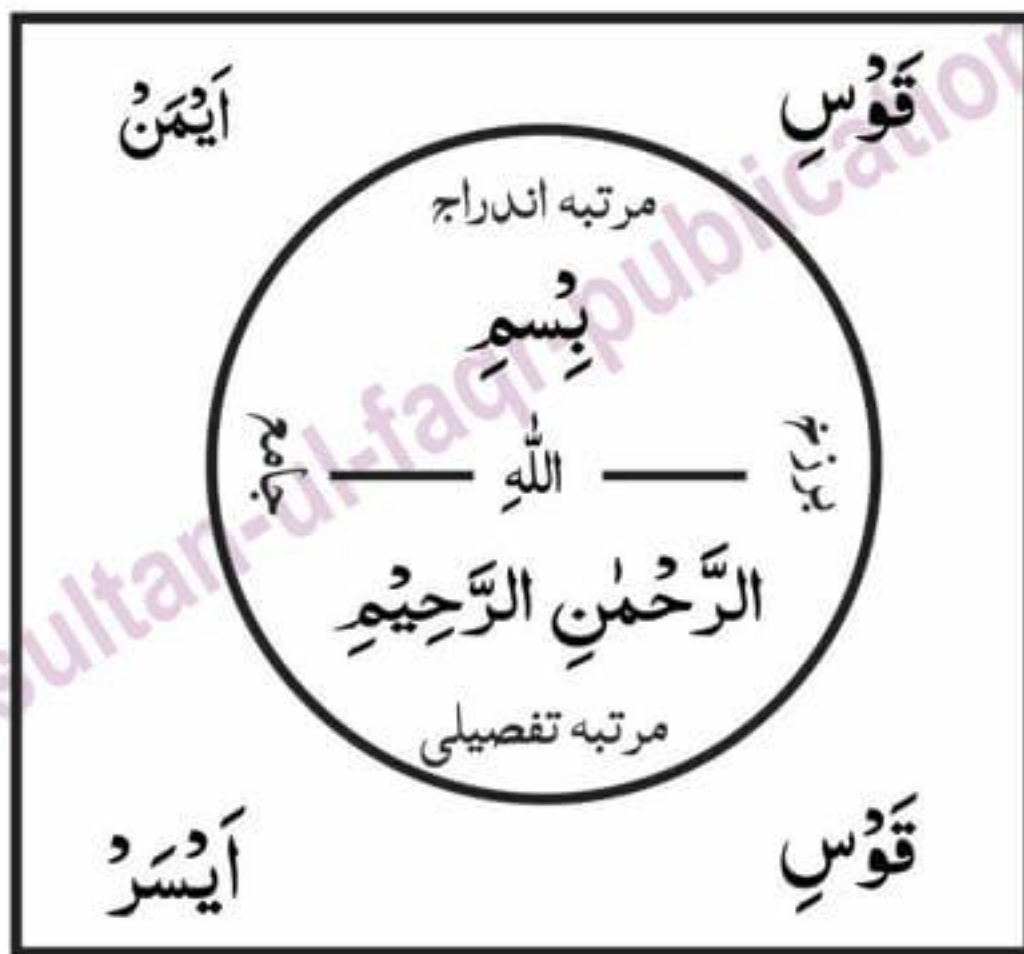 قَوْسِ اَيْمَنْ
مرتبہ اندراج
بِسْمِ
برزخ اللّٰهِ جامع
الرَّحْمٰنِ الرَّحِيْمِ
مرتبہ تفصیلی
قَوْسِ اَيْسَرْ
sultan-ul-faqr-publication